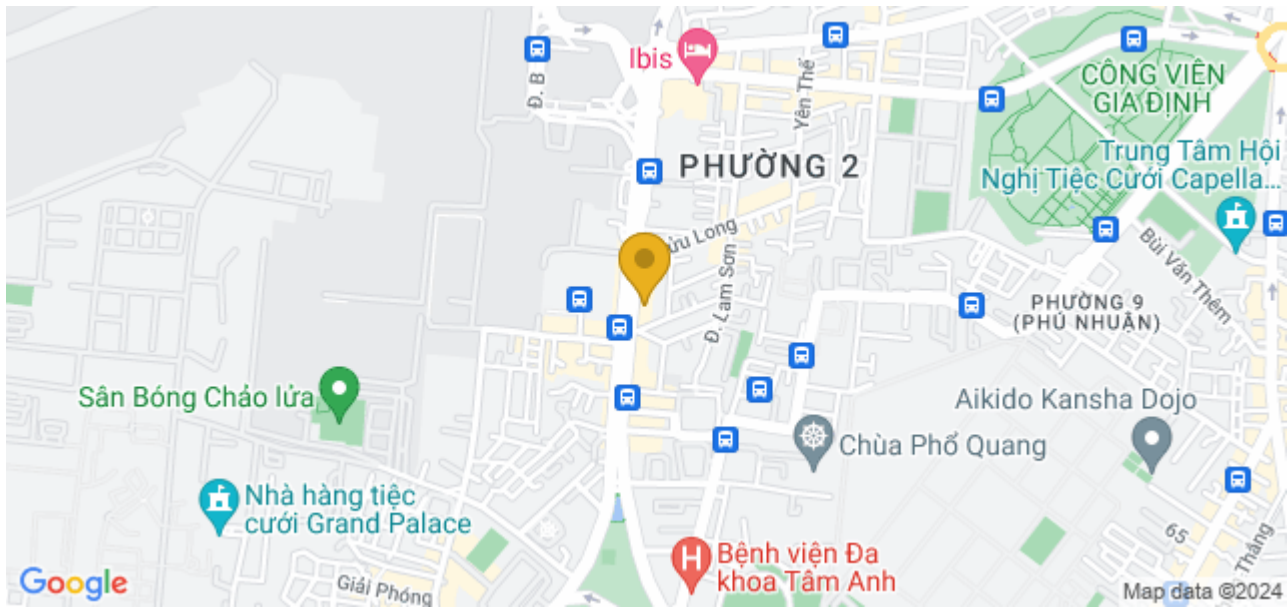 Đ. B
Ibis
Yên Thế
CÔNG VIÊN
GIA ĐỊNH
PHƯỜNG 2
Trung Tâm Hội
Nghị Tiệc Cưới Capella...
ửu Long
Đ. Lam Sơn
Bùi Văn Thêm
PHƯỜNG 9
(PHÚ NHUẬN)
Sân Bóng Chảo lửa
Aikido Kansha Dojo
Chùa Phổ Quang
Nhà hàng tiệc
cưới Grand Palace
65
Tháng
Bệnh viện Đa
khoa Tâm Anh
H
Giải Phóng
Google
Map data ©2024